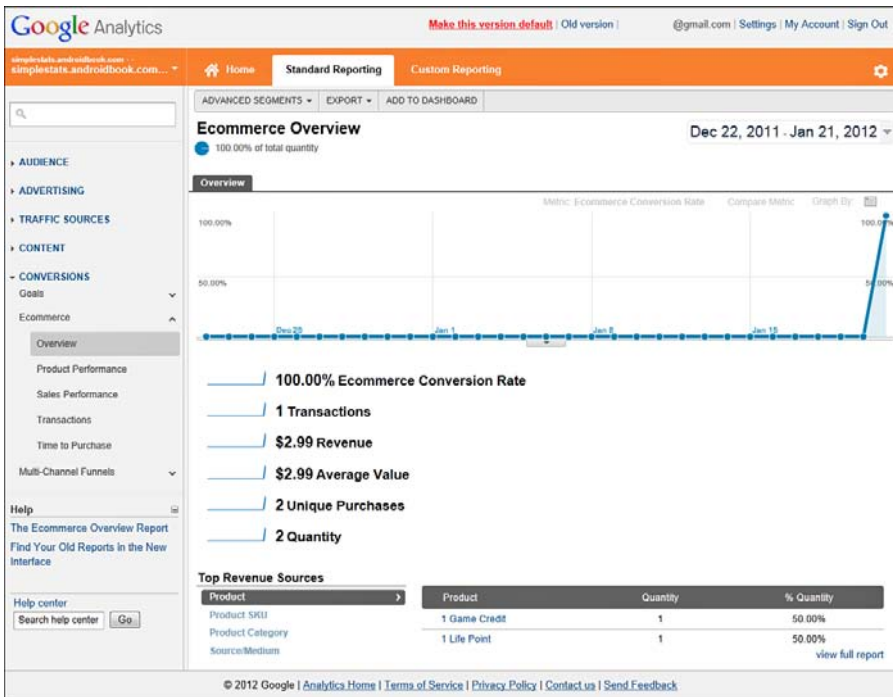 Google Analytics
Make this version default | Old version |
@gmail.com | Settings | My Account | Sign Out
simplestats.androidbook.com
simplestats.androidbook.com...
Home
Standard Reporting
Custom Reporting
ADVANCED SEGMENTS
EXPORT
ADD TO DASHBOARD
AUDIENCE
ADVERTISING
TRAFFIC SOURCES
CONTENT
CONVERSIONS
Goals
Ecommerce
Overview
Product Performance
Sales Performance
Transactions
Time to Purchase
Multi-Channel Funnels
Help
The Ecommerce Overview Report
Find Your Old Reports in the New
Interface
Help center
Search help center Go
Ecommerce Overview
100.00% of total quantity
Dec 22, 2011 - Jan 21, 2012
Overview
Metric: Ecommerce Conversion Rate Compare Metric Graph By:
100.00% 100.00%
50.00% 50.00%
Jan 1 Jan 8 Jan 15
100.00% Ecommerce Conversion Rate
1 Transactions
$2.99 Revenue
$2.99 Average Value
2 Unique Purchases
2 Quantity
Top Revenue Sources
Product
Product SKU
Product Category
Source/Medium
Product Quantity % Quantity
1 Game Credit 1 50.00%
1 Life Point 1 50.00%
view full report
© 2012 Google | Analytics Home | Terms of Service | Privacy Policy | Contact us | Send Feedback